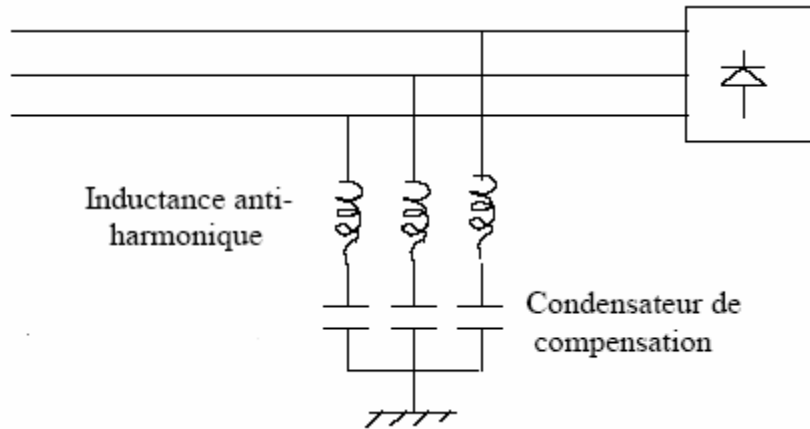 Inductance anti-
harmonique
Condensateur de
compensation